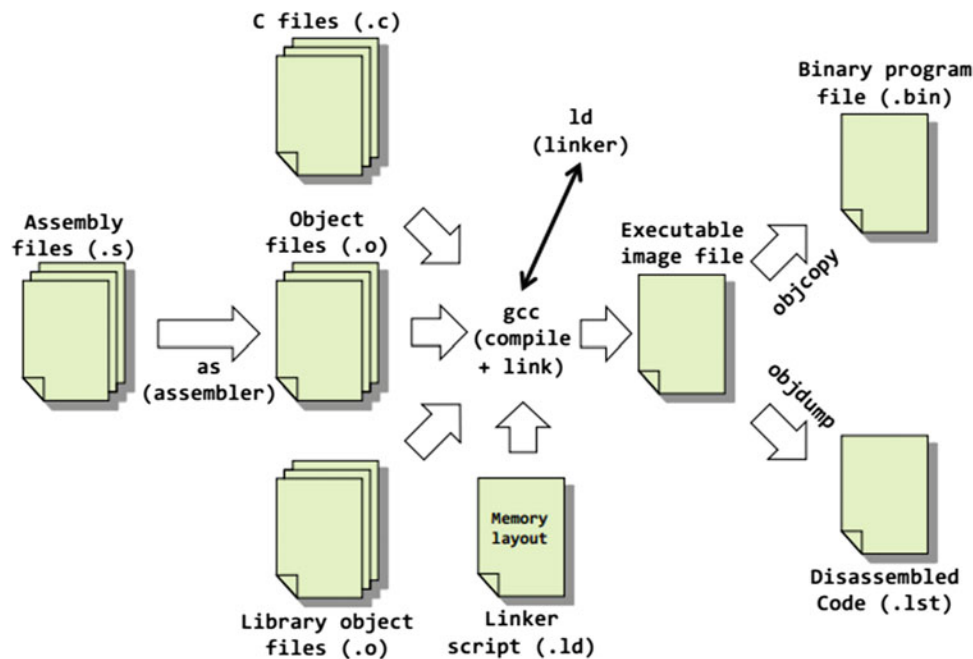 C files (.c)
Binary program
file (.bin)
ld
(linker)
Assembly
files (.s)
Object
files (.o)
Executable
image file
objcopy
gcc
(compile
+ link)
as
(assembler)
objdump
Memory
layout
Library object
files (.o)
Linker
script (.ld)
Disassembled
Code (.lst)